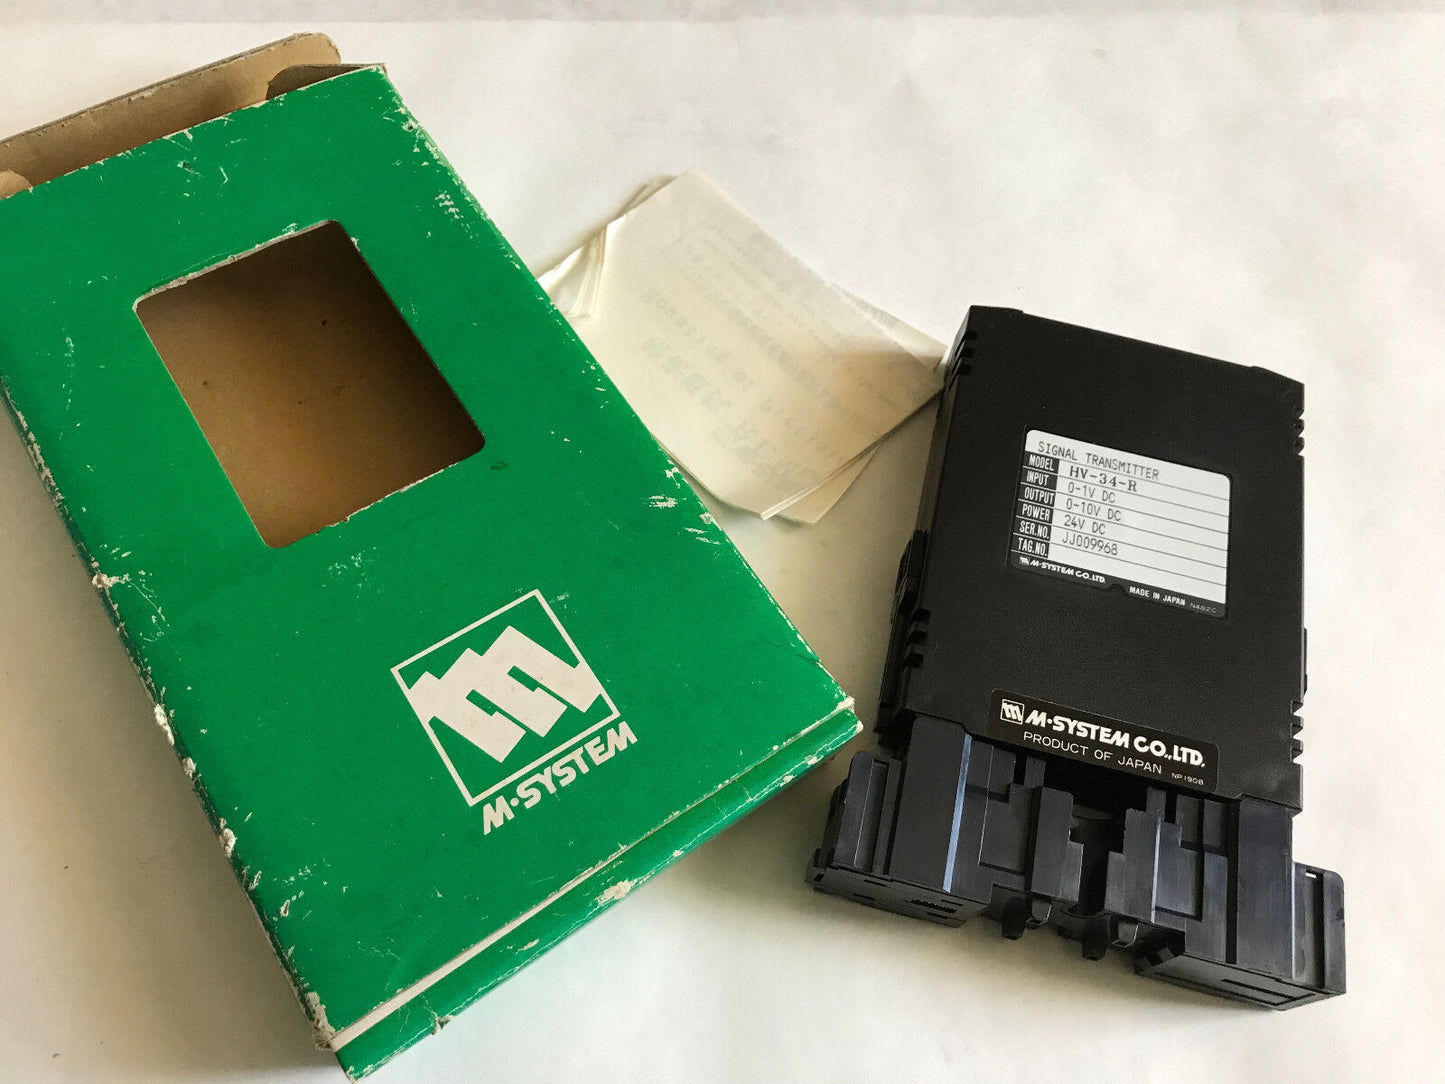 M·SYSTEM
SIGNAL TRANSMITTER
MODEL HV-34-R
INPUT 0-1V DC
OUTPUT 0-10V DC
POWER 24V DC
SER.NO. JJ009968
TAG.NO.
M·SYSTEM CO.,LTD.
MADE IN JAPAN N482C
M·SYSTEM CO.,LTD.
PRODUCT OF JAPAN NP190B